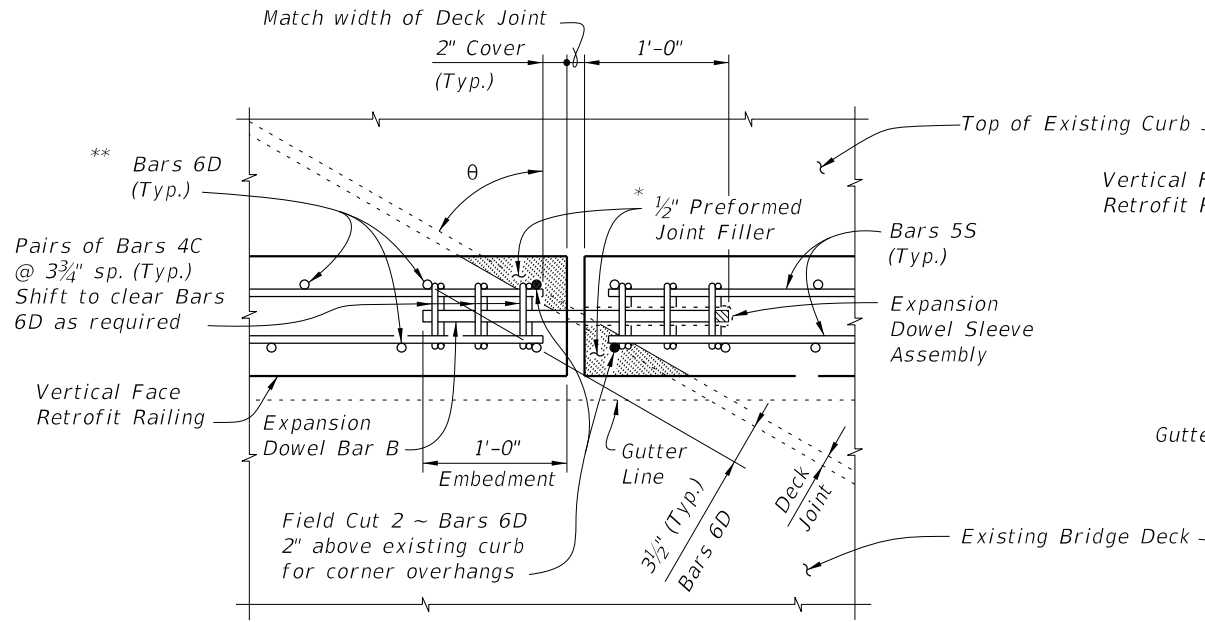 Match width of Deck Joint
2" Cover
(Typ.)
1'-0"
Top of Existing Curb
**
Bars 6D
(Typ.)
θ
*
½" Preformed
Joint Filler
Vertical F
Retrofit
Bars 5S
(Typ.)
Pairs of Bars 4C
@ 3¾" sp. (Typ.)
Shift to clear Bars
6D as required
Expansion
Dowel Sleeve
Assembly
Vertical Face
Retrofit Railing
Expansion
Dowel Bar B
1'-0"
Embedment
Gutter
Line
Gutte
3½" (Typ.)
Bars 6D
Deck
Joint
Field Cut 2 ~ Bars 6D
2" above existing curb
for corner overhangs
Existing Bridge Deck